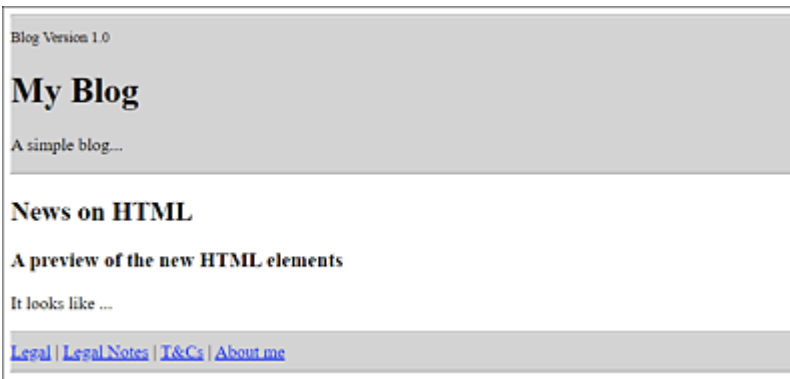 Blog Version 1.0
My Blog
A simple blog...
News on HTML
A preview of the new HTML elements
It looks like ...
Legal | Legal Notes | T&Cs | About me